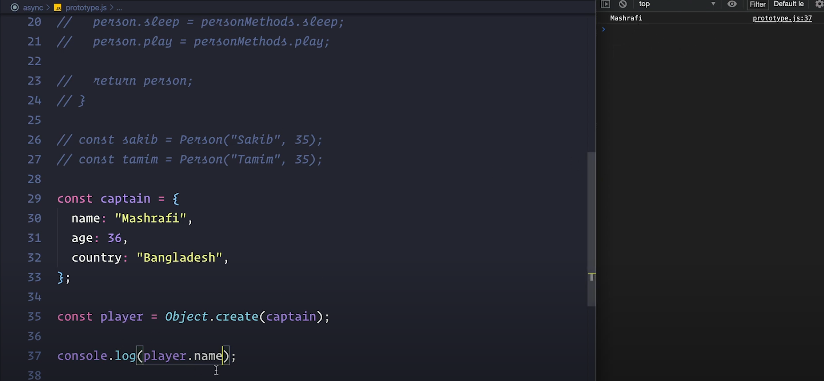 async > JS prototype.js > ...
top Filter Default le
20 //   person.sleep = personMethods.sleep;
Mashrafi prototype.js:37
21 //   person.play = personMethods.play;
22
23 //   return person;
24 // }
25
26 // const sakib = Person("Sakib", 35);
27 // const tamim = Person("Tamim", 35);
28
29 const captain = {
30   name: "Mashrafi",
31   age: 36,
32   country: "Bangladesh",
33 };
34
35 const player = Object.create(captain);
36
37 console.log(player.name);
38